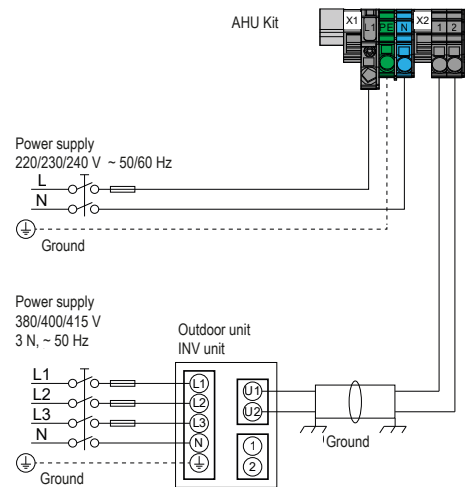 AHU Kit
X1 L1 PE N X2 1 2
Power supply
220/230/240 V ~ 50/60 Hz
L
N
Ground
Power supply
380/400/415 V
3 N, ~ 50 Hz
Outdoor unit
INV unit
L1 L1 U1
L2 L2 U2
L3 L3
N N 1
2
Ground
Ground